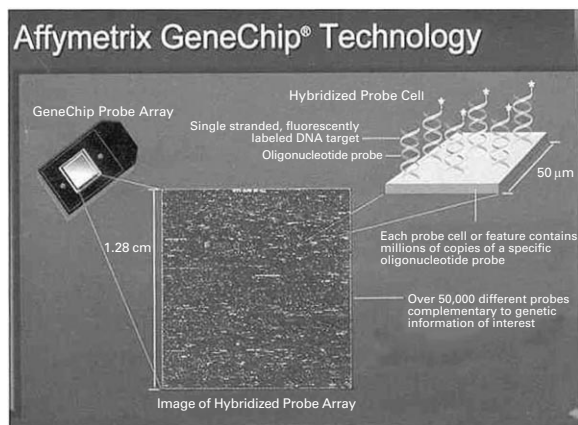 Affymetrix GeneChip® Technology
GeneChip Probe Array
Hybridized Probe Cell
Single stranded, fluorescently
labeled DNA target
Oligonucleotide probe
50 μm
1.28 cm
Each probe cell or feature contains
millions of copies of a specific
oligonucleotide probe
Over 50,000 different probes
complementary to genetic
information of interest
Image of Hybridized Probe Array